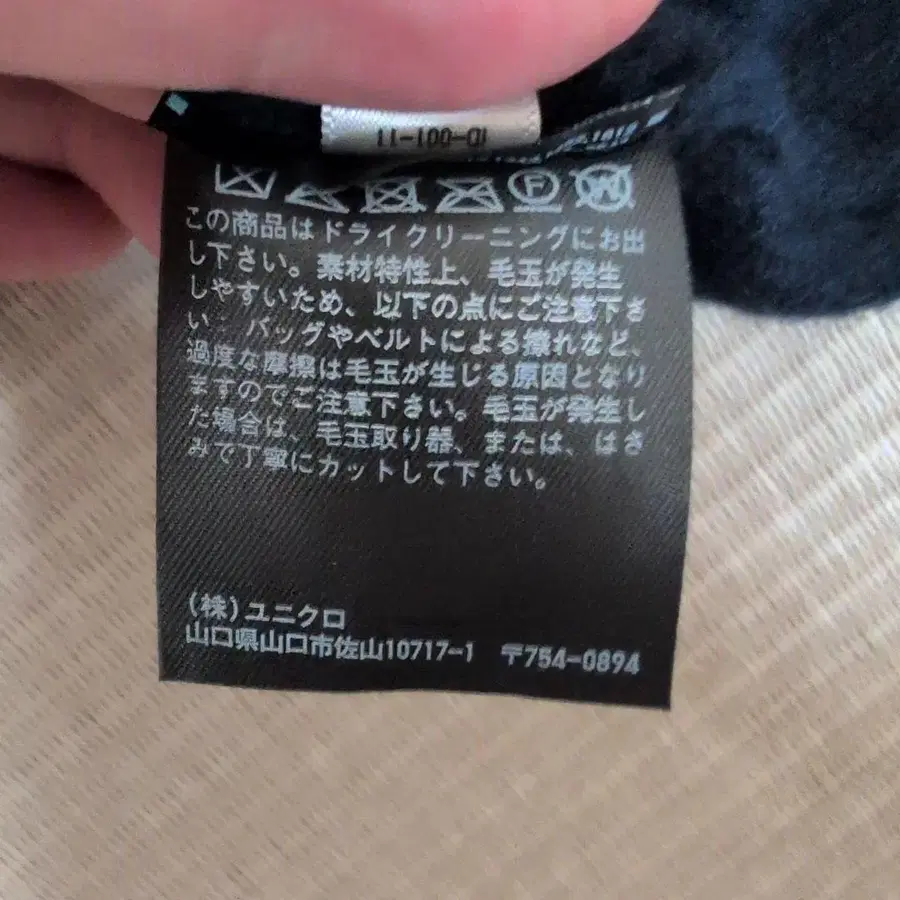 ID-001-11
F
W
この商品はドライクリーニングにお出
し下さい。素材特性上、毛玉が発生
しやすいため、以下の点にご注意下さ
い。バッグやベルトによる擦れなど、
過度な摩擦は毛玉が生じる原因となり
ますのでご注意下さい。毛玉が発生し
た場合は、毛玉取り器、または、はさ
みで丁寧にカットして下さい。
(株)ユニクロ
山口県山口市佐山10717-1 〒754-0894